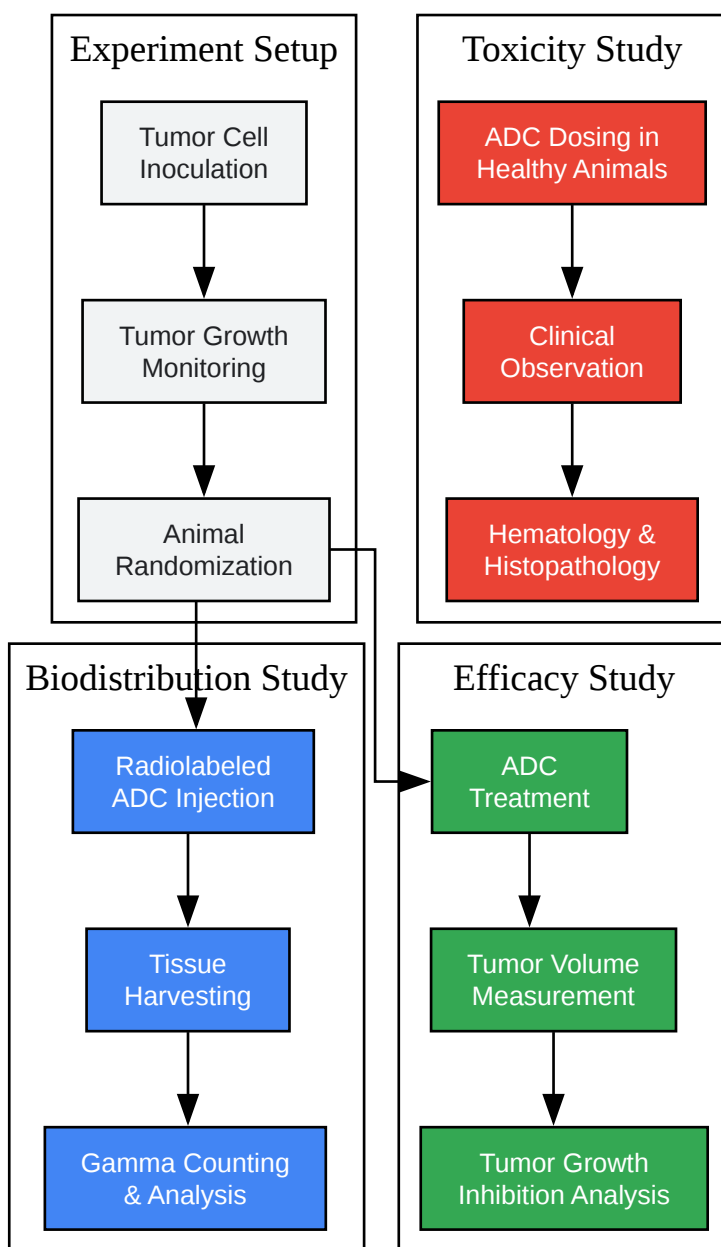 Experiment Setup
Tumor Cell
Inoculation
Tumor Growth
Monitoring
Animal
Randomization
Toxicity Study
ADC Dosing in
Healthy Animals
Clinical
Observation
Hematology &
Histopathology
Biodistribution Study
Radiolabeled
ADC Injection
Tissue
Harvesting
Gamma Counting
& Analysis
Efficacy Study
ADC
Treatment
Tumor Volume
Measurement
Tumor Growth
Inhibition Analysis